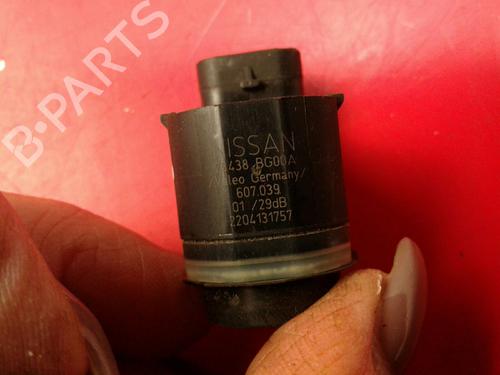 B-PARTS
ISSAN
438 BG00A
leo Germany/
607.039
01 /29dB
2204131757